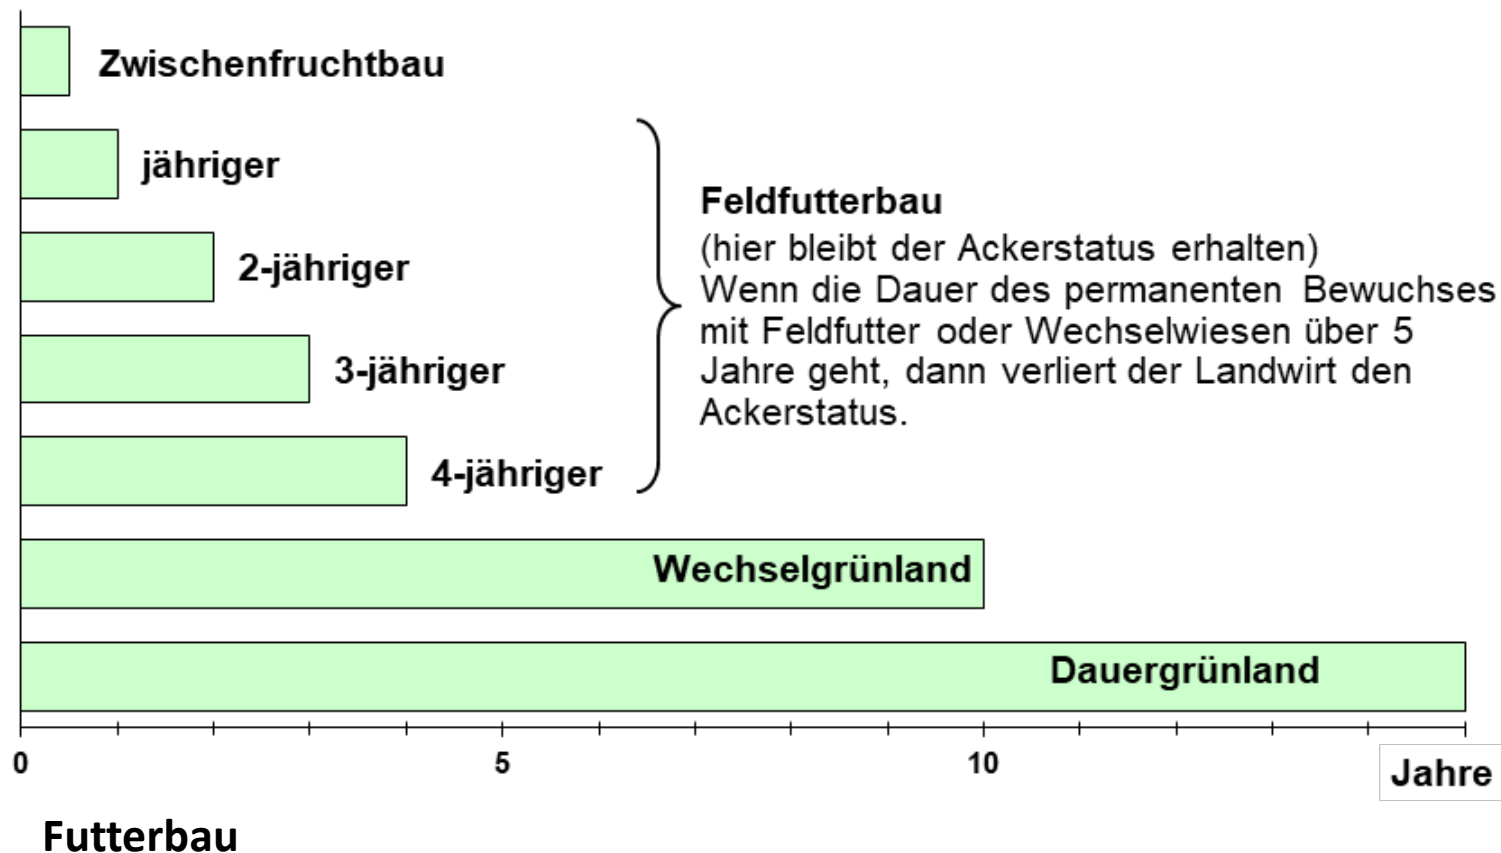 Zwischenfruchtbau
jähriger
2-jähriger
3-jähriger
4-jähriger
Feldfutterbau
(hier bleibt der Ackerstatus erhalten)
Wenn die Dauer des permanenten Bewuchses
mit Feldfutter oder Wechselwiesen über 5
Jahre geht, dann verliert der Landwirt den
Ackerstatus.
Wechselgrünland
Dauergrünland
0 5 10
Jahre
Futterbau